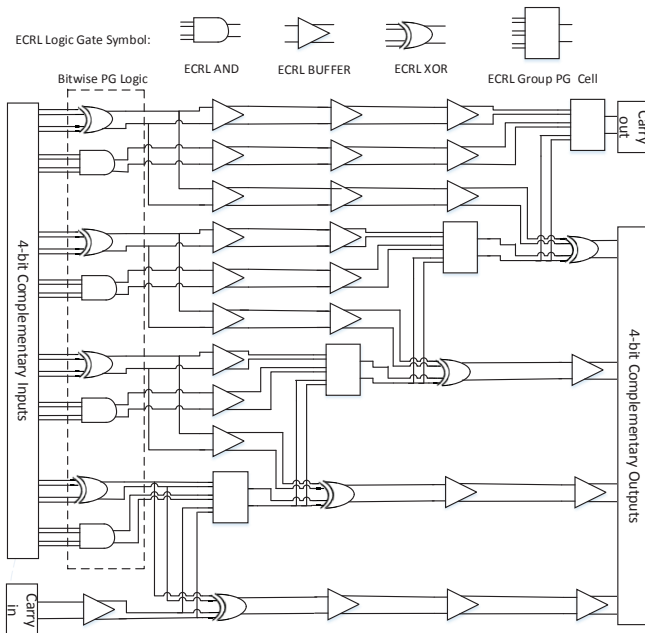 ECRL Logic Gate Symbol:
ECRL AND
ECRL BUFFER
ECRL XOR
ECRL Group PG Cell
Bitwise PG Logic
4-bit Complementary Inputs
Carry
in
Carry
out
4-bit Complementary Outputs